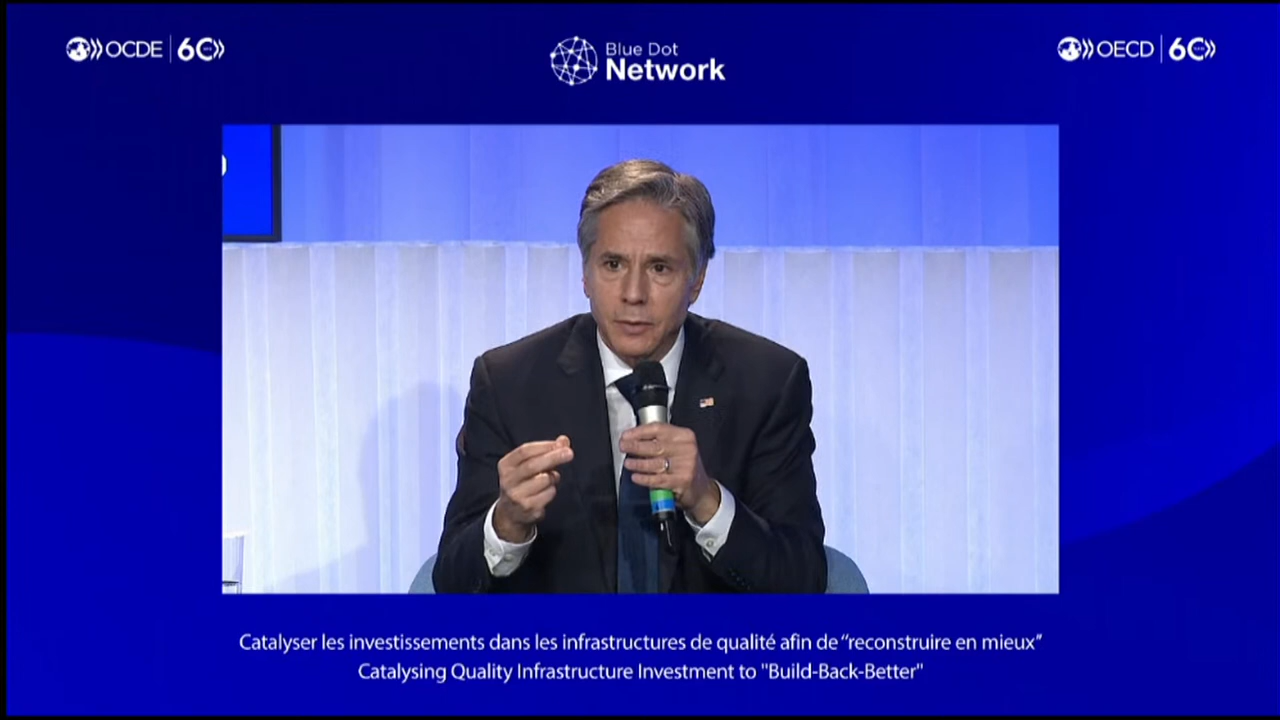 OCDE 60
Blue Dot
Network
OECD 60
Catalyser les investissements dans les infrastructures de qualité afin de “reconstruire en mieux”
Catalysing Quality Infrastructure Investment to "Build-Back-Better"